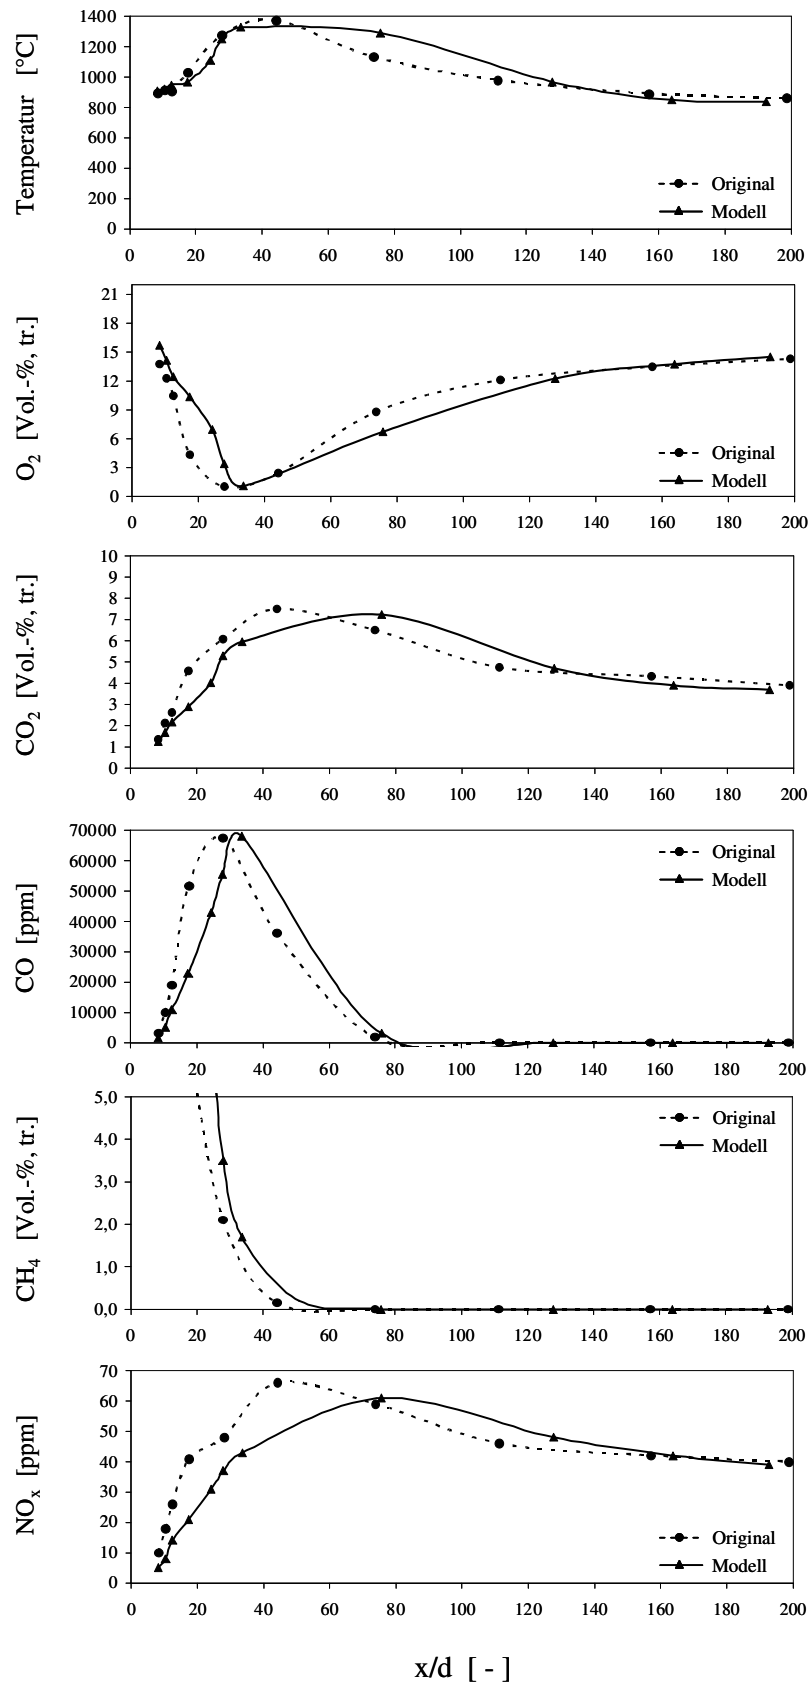 Temperatur [°C]
1400
1200
1000
800
600
400
200
0
Original
Modell
0 20 40 60 80 100 120 140 160 180 200
O₂ [Vol.-%, tr.]
21
18
15
12
9
6
3
0
Original
Modell
0 20 40 60 80 100 120 140 160 180 200
CO₂ [Vol.-%, tr.]
10
9
8
7
6
5
4
3
2
1
0
0 20 40 60 80 100 120 140 160 180 200
CO [ppm]
70000
60000
50000
40000
30000
20000
10000
0
Original
Modell
0 20 40 60 80 100 120 140 160 180 200
CH₄ [Vol.-%, tr.]
5,0
4,0
3,0
2,0
1,0
0,0
Original
Modell
0 20 40 60 80 100 120 140 160 180 200
NOₓ [ppm]
70
60
50
40
30
20
10
0
Original
Modell
0 20 40 60 80 100 120 140 160 180 200
x/d [ - ]